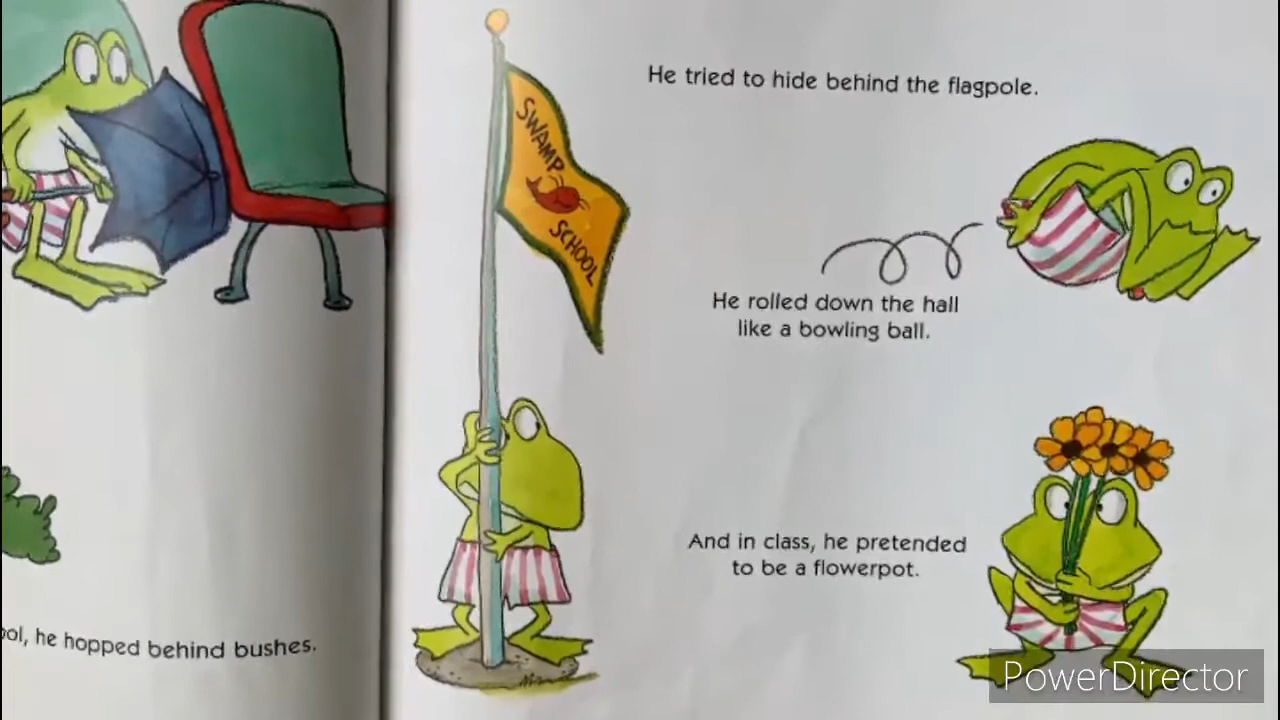 he hopped behind bushes.
SWAMP
SCHOOL
He tried to hide behind the flagpole.
He rolled down the hall
like a bowling ball.
And in class, he pretended
to be a flowerpot.
PowerDirector